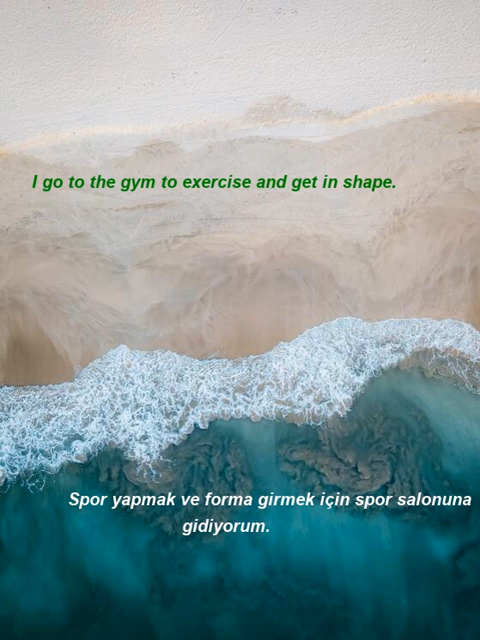 I go to the gym to exercise and get in shape.
Spor yapmak ve forma girmek için spor salonuna
gidiyorum.